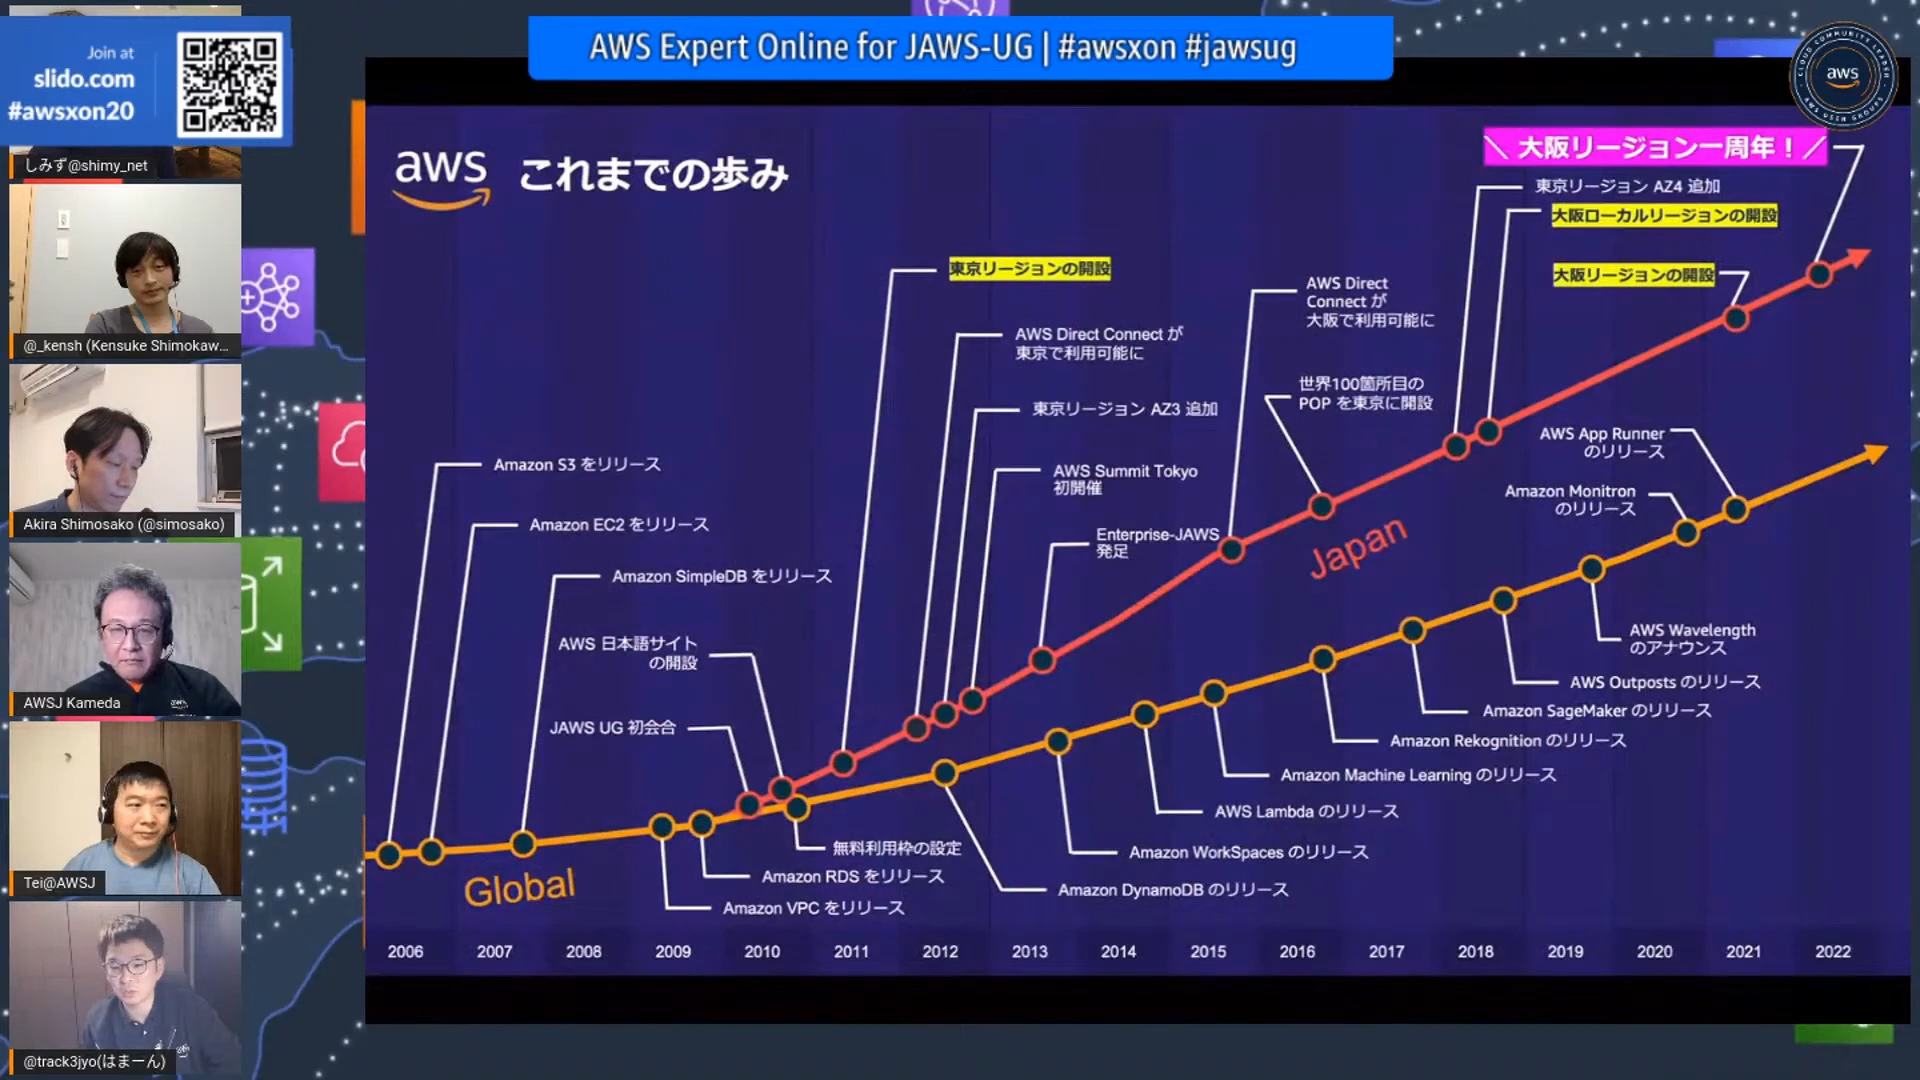 AWS Expert Online for JAWS-UG | #awsxon #jawsug
Join at
slido.com
#awsxon20
しみず@shimy_net
@_kensh (Kensuke Shimokaw...
Akira Shimosako (@simosako)
AWSJ Kameda
Tei@AWSJ
@track3jyo(はまーん)
CLOUD COMMUNITY LEADER
aws
AWS USER GROUPS
aws これまでの歩み
＼ 大阪リージョン一周年！／
東京リージョン AZ4 追加
大阪ローカルリージョンの開設
大阪リージョンの開設
東京リージョンの開設
AWS Direct
Connect が
大阪で利用可能に
AWS Direct Connect が
東京で利用可能に
世界100箇所目の
POP を東京に開設
東京リージョン AZ3 追加
AWS App Runner
のリリース
Amazon S3 をリリース
AWS Summit Tokyo
初開催
Amazon Monitron
のリリース
Amazon EC2 をリリース
Enterprise-JAWS
発足
Japan
Amazon SimpleDB をリリース
AWS 日本語サイト
の開設
AWS Wavelength
のアナウンス
AWS Outposts のリリース
JAWS UG 初会合
Amazon SageMaker のリリース
Amazon Rekognition のリリース
Amazon Machine Learning のリリース
AWS Lambda のリリース
無料利用枠の設定
Amazon WorkSpaces のリリース
Amazon RDS をリリース
Global
Amazon DynamoDB のリリース
Amazon VPC をリリース
2006 2007 2008 2009 2010 2011 2012 2013 2014 2015 2016 2017 2018 2019 2020 2021 2022